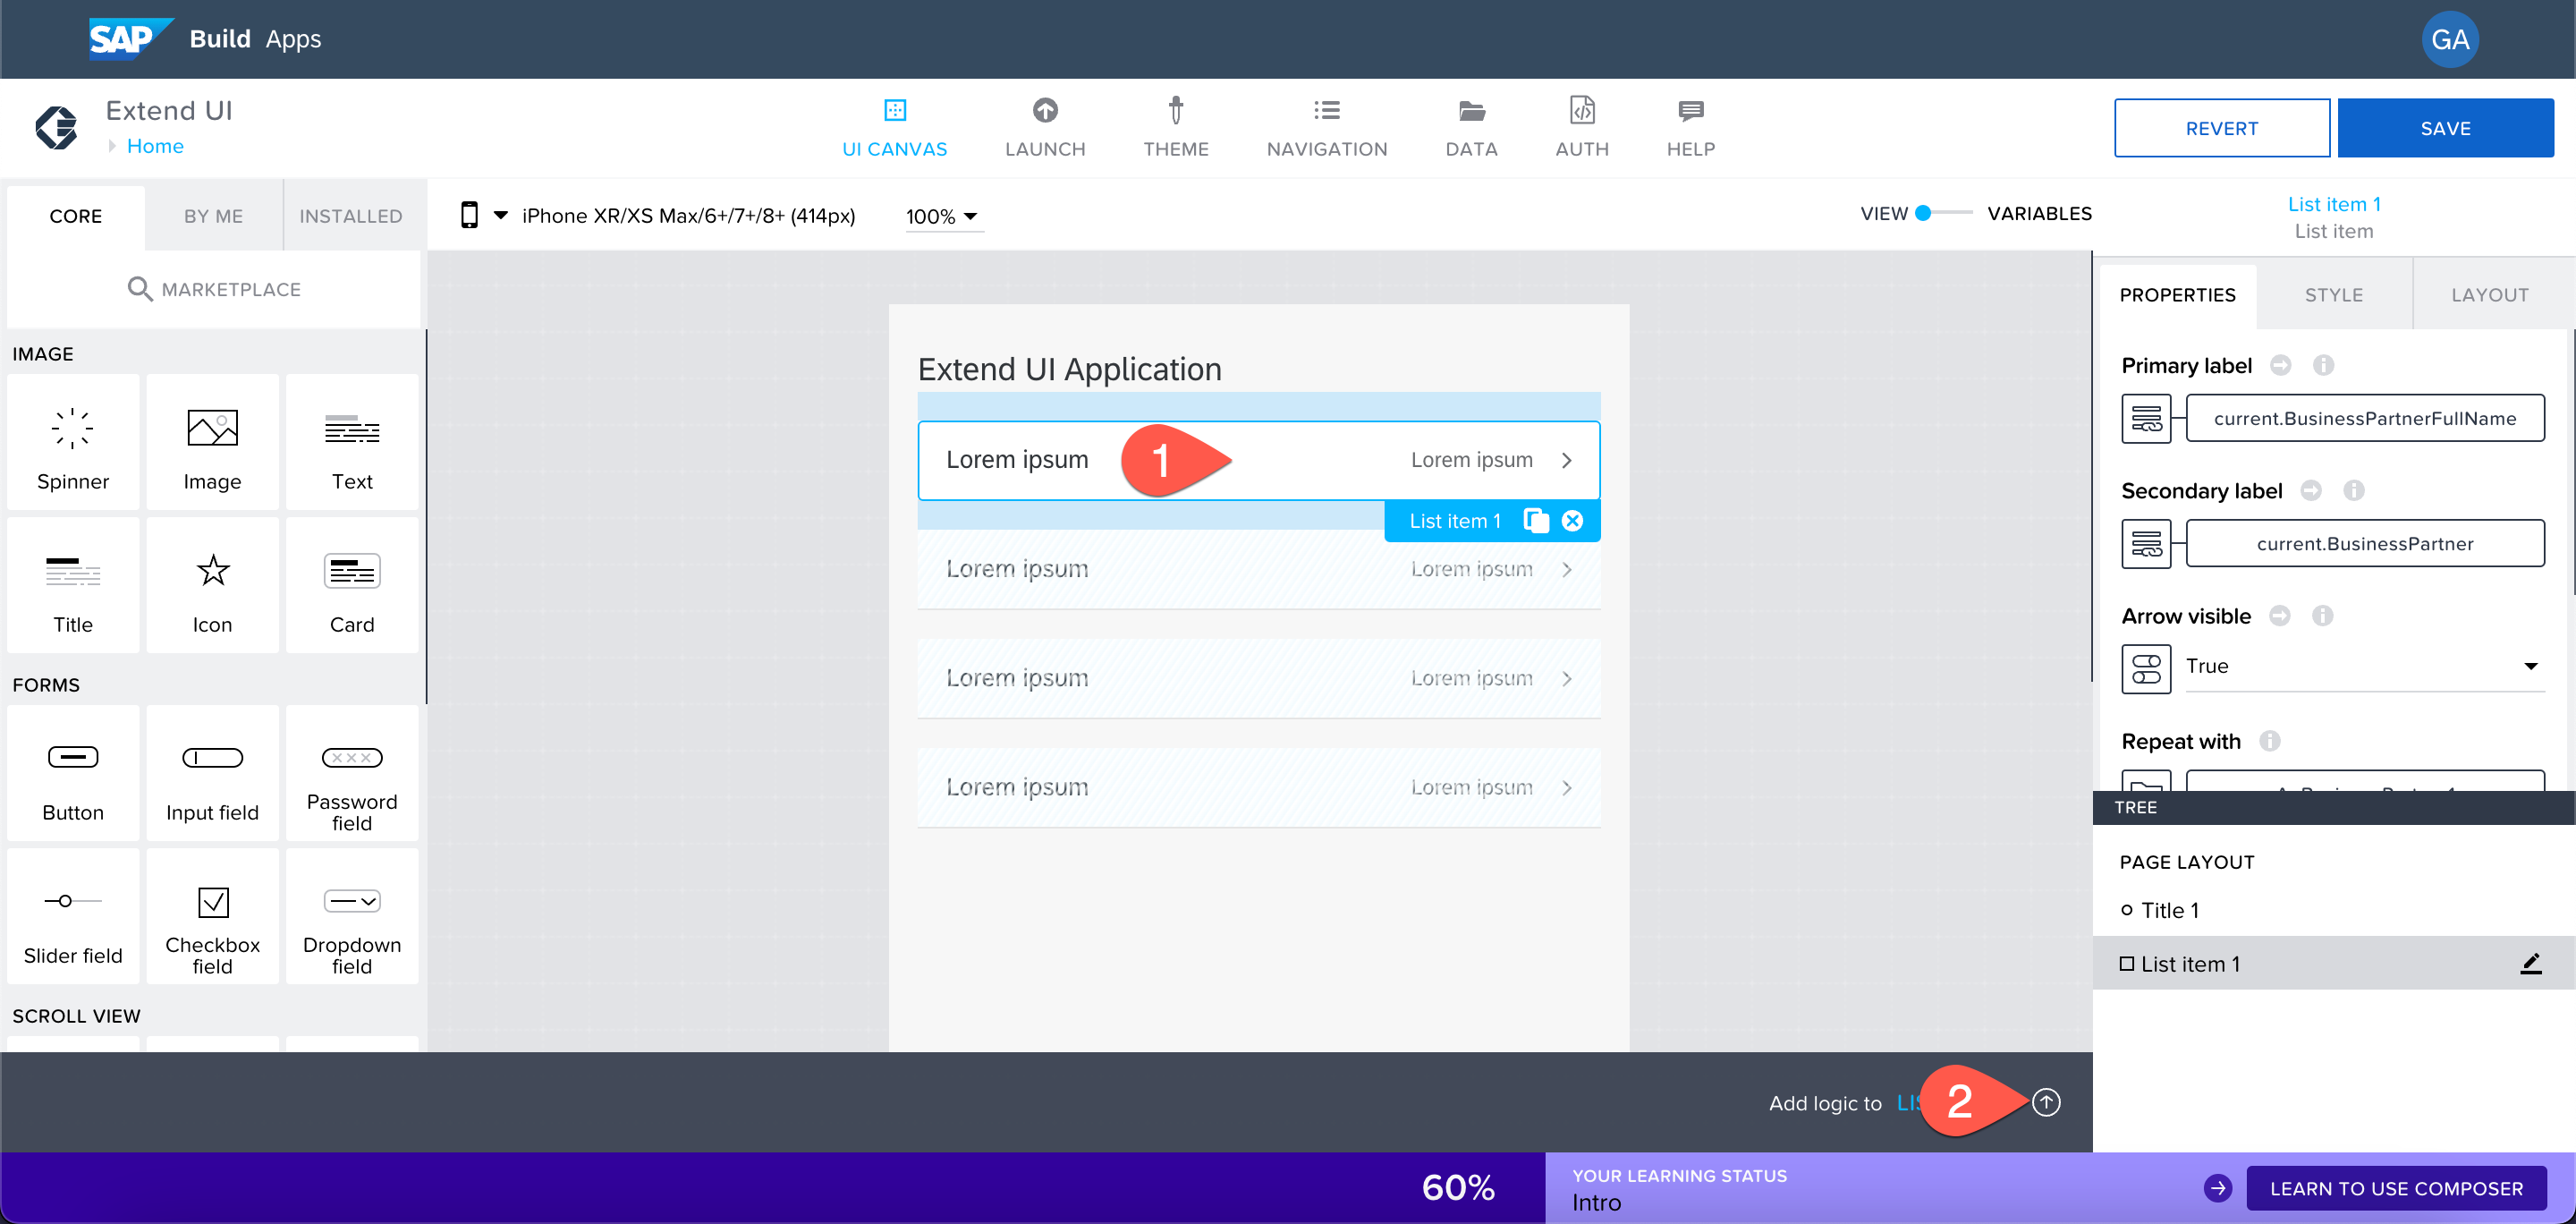 SAP Build Apps
GA
Extend UI
Home
UI CANVAS
LAUNCH
THEME
NAVIGATION
DATA
AUTH
HELP
REVERT
SAVE
CORE
BY ME
INSTALLED
MARKETPLACE
iPhone XR/XS Max/6+/7+/8+ (414px)
100%
VIEW
VARIABLES
List item 1
List item
IMAGE
Spinner
Image
Text
Title
Icon
Card
FORMS
Button
Input field
Password
field
Slider field
Checkbox
field
Dropdown
field
SCROLL VIEW
Extend UI Application
Lorem ipsum
1
Lorem ipsum
List item 1
Lorem ipsum
Lorem ipsum
Lorem ipsum
Lorem ipsum
Lorem ipsum
Lorem ipsum
PROPERTIES
STYLE
LAYOUT
Primary label
current.BusinessPartnerFullName
Secondary label
current.BusinessPartner
Arrow visible
True
Repeat with
TREE
PAGE LAYOUT
Title 1
List item 1
Add logic to
2
60%
YOUR LEARNING STATUS
Intro
LEARN TO USE COMPOSER